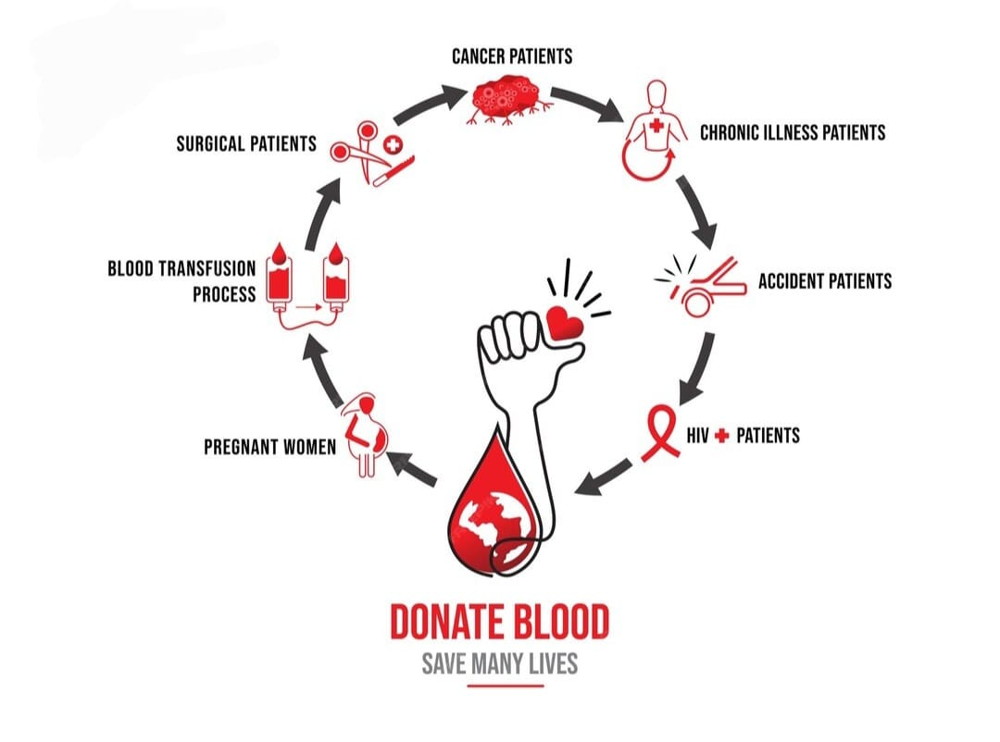 CANCER PATIENTS
SURGICAL PATIENTS
CHRONIC ILLNESS PATIENTS
BLOOD TRANSFUSION
PROCESS
ACCIDENT PATIENTS
PREGNANT WOMEN
HIV + PATIENTS
DONATE BLOOD
SAVE MANY LIVES